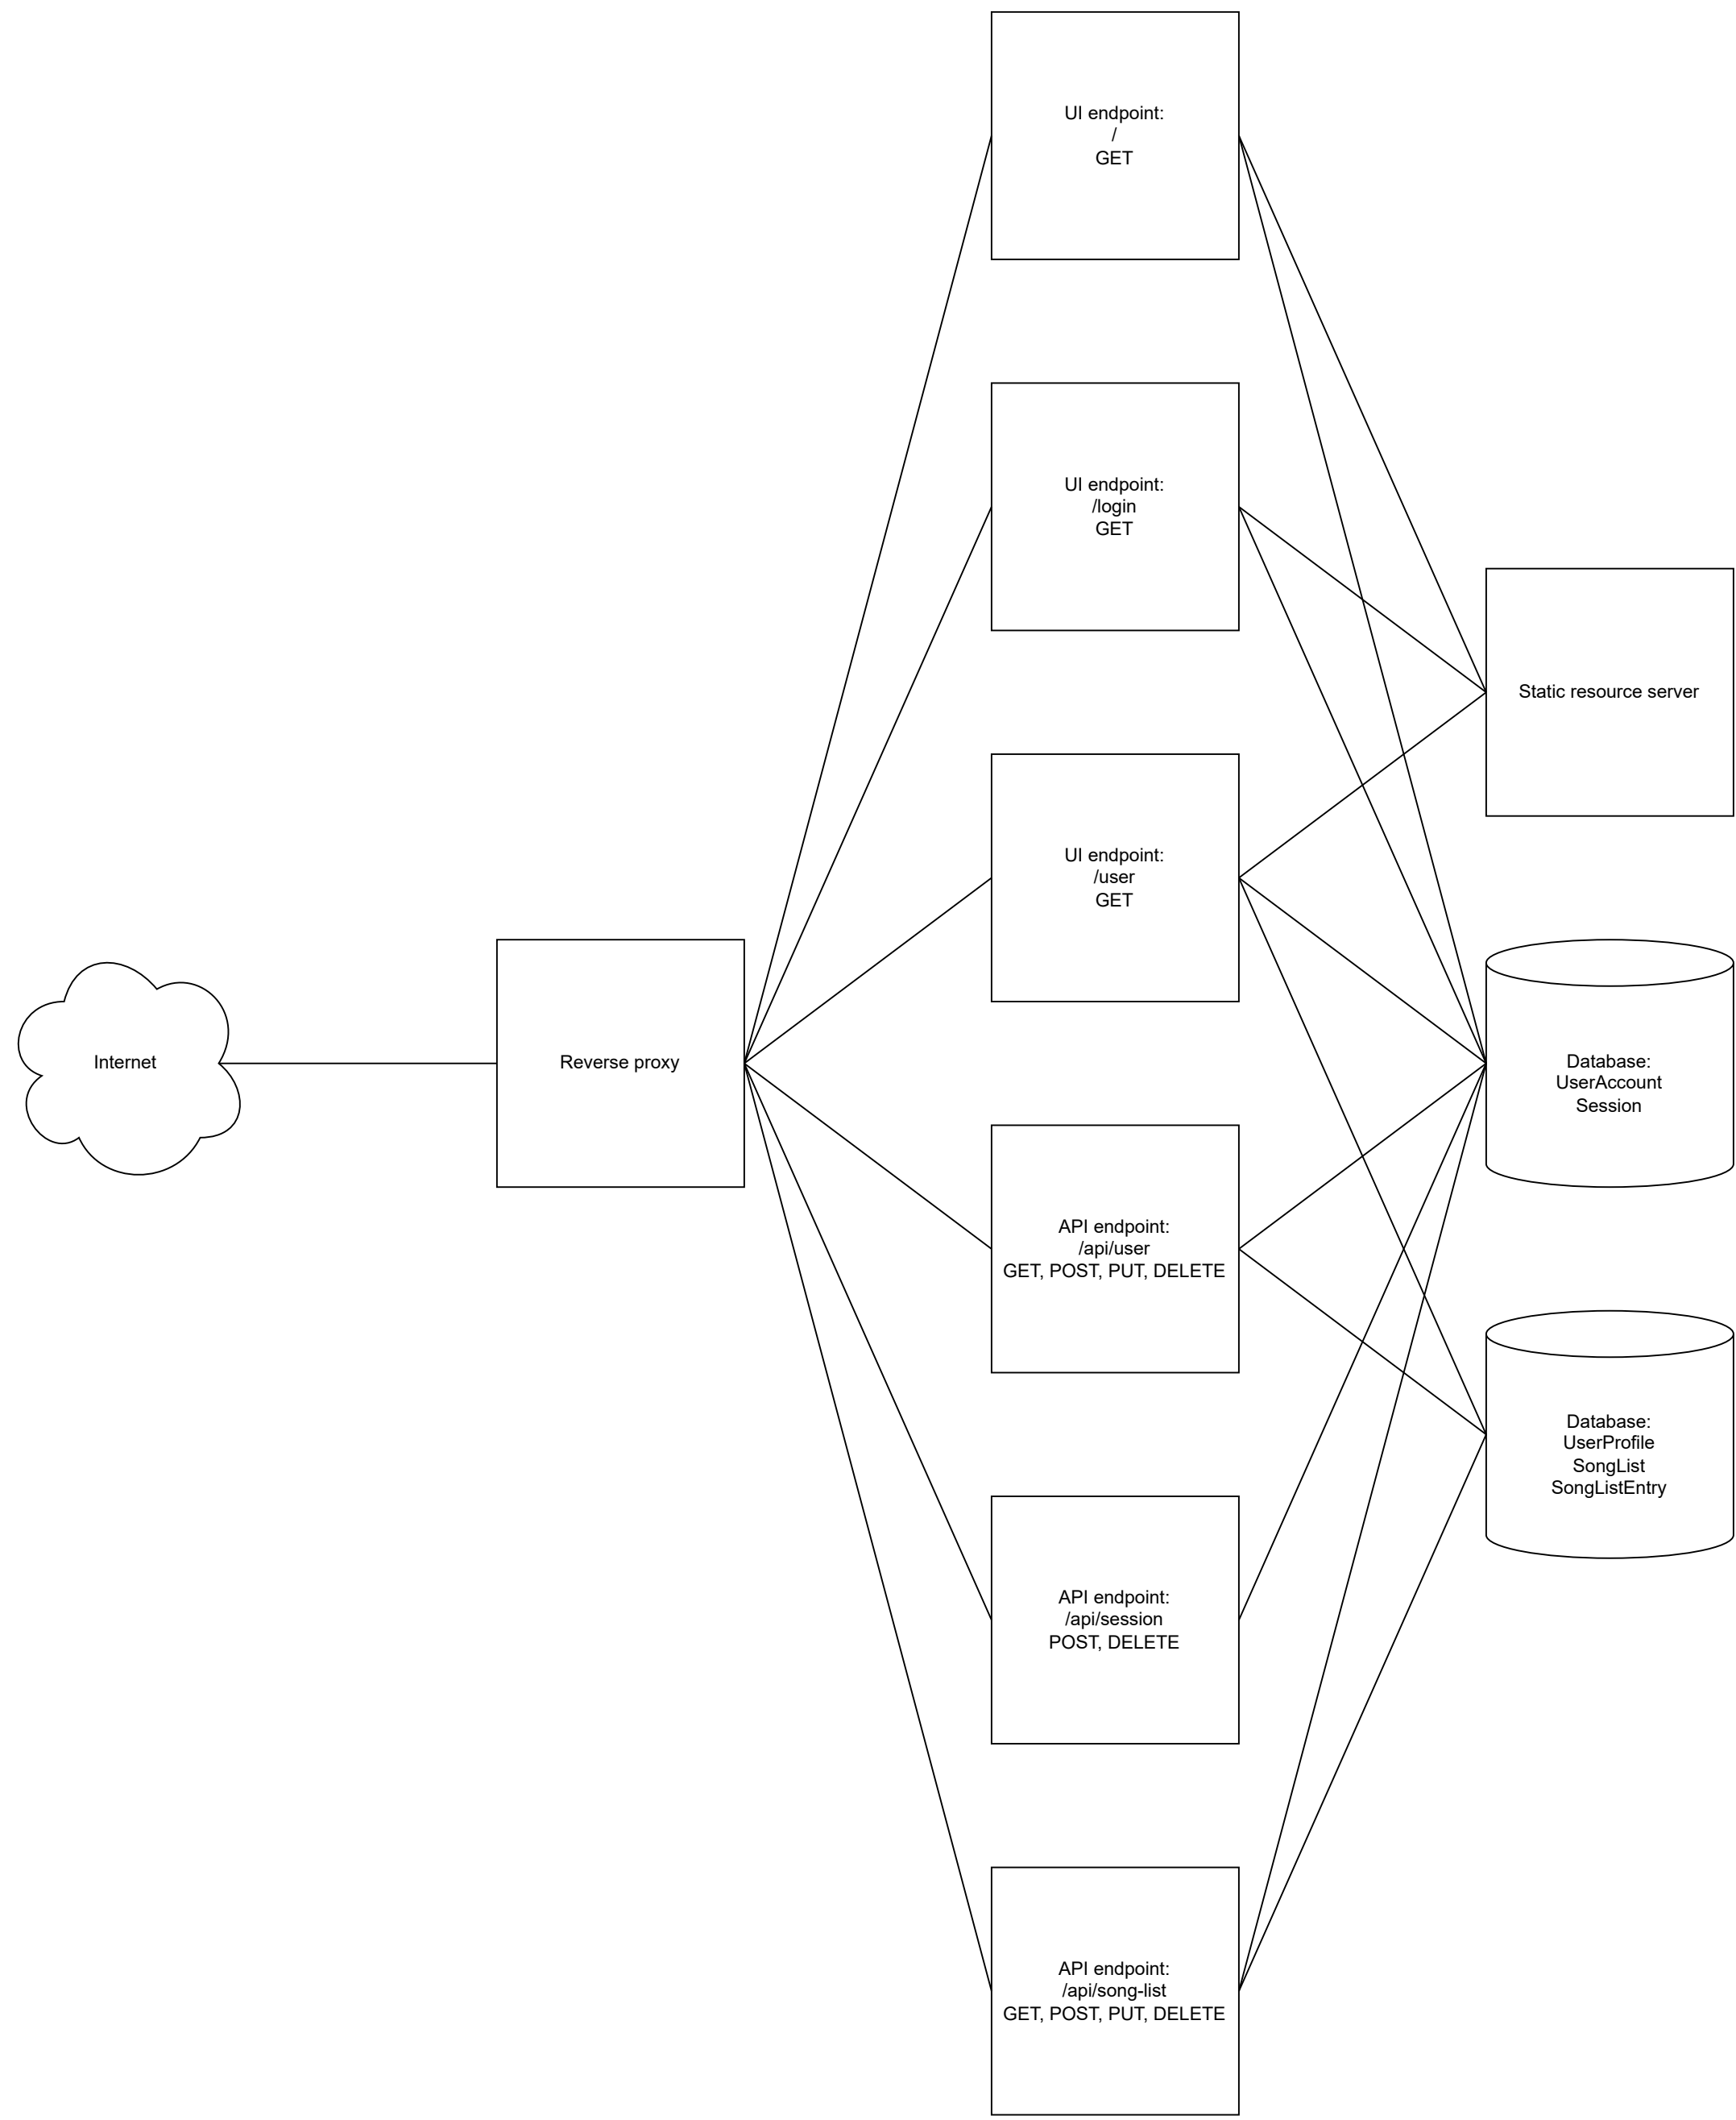 UI endpoint:
/
GET
UI endpoint:
/login
GET
Static resource server
UI endpoint:
/user
GET
Internet
Reverse proxy
Database:
UserAccount
Session
API endpoint:
/api/user
GET, POST, PUT, DELETE
Database:
UserProfile
SongList
SongListEntry
API endpoint:
/api/session
POST, DELETE
API endpoint:
/api/song-list
GET, POST, PUT, DELETE